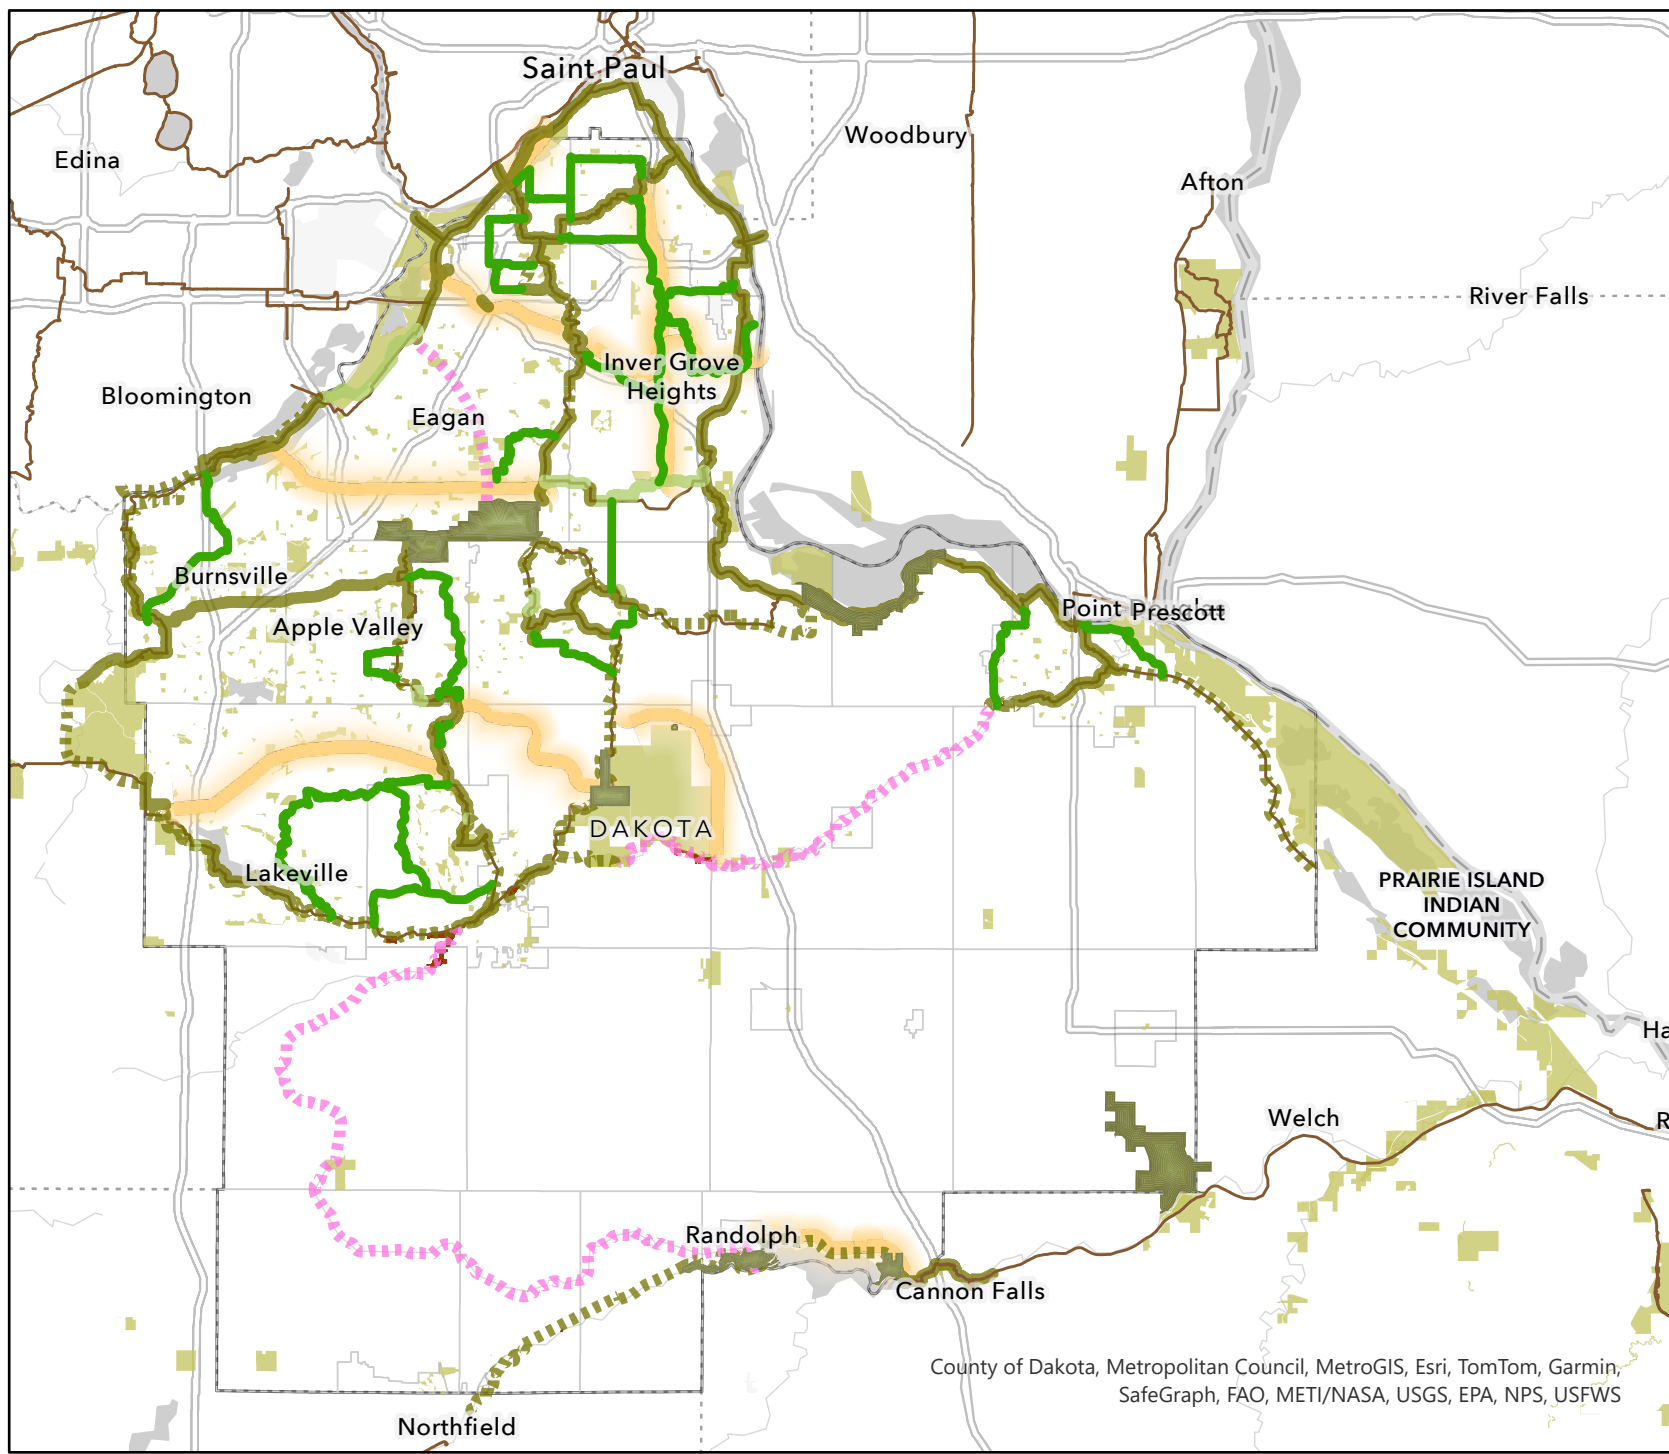 Saint Paul
Woodbury
Edina
Afton
River Falls
Inver Grove
Heights
Bloomington
Eagan
Burnsville
Point Douglas
Prescott
Apple Valley
DAKOTA
Lakeville
PRAIRIE ISLAND
INDIAN
COMMUNITY
Ha
Welch
R
Randolph
Cannon Falls
County of Dakota, Metropolitan Council, MetroGIS, Esri, TomTom, Garmin,
SafeGraph, FAO, METI/NASA, USGS, EPA, NPS, USFWS
Northfield